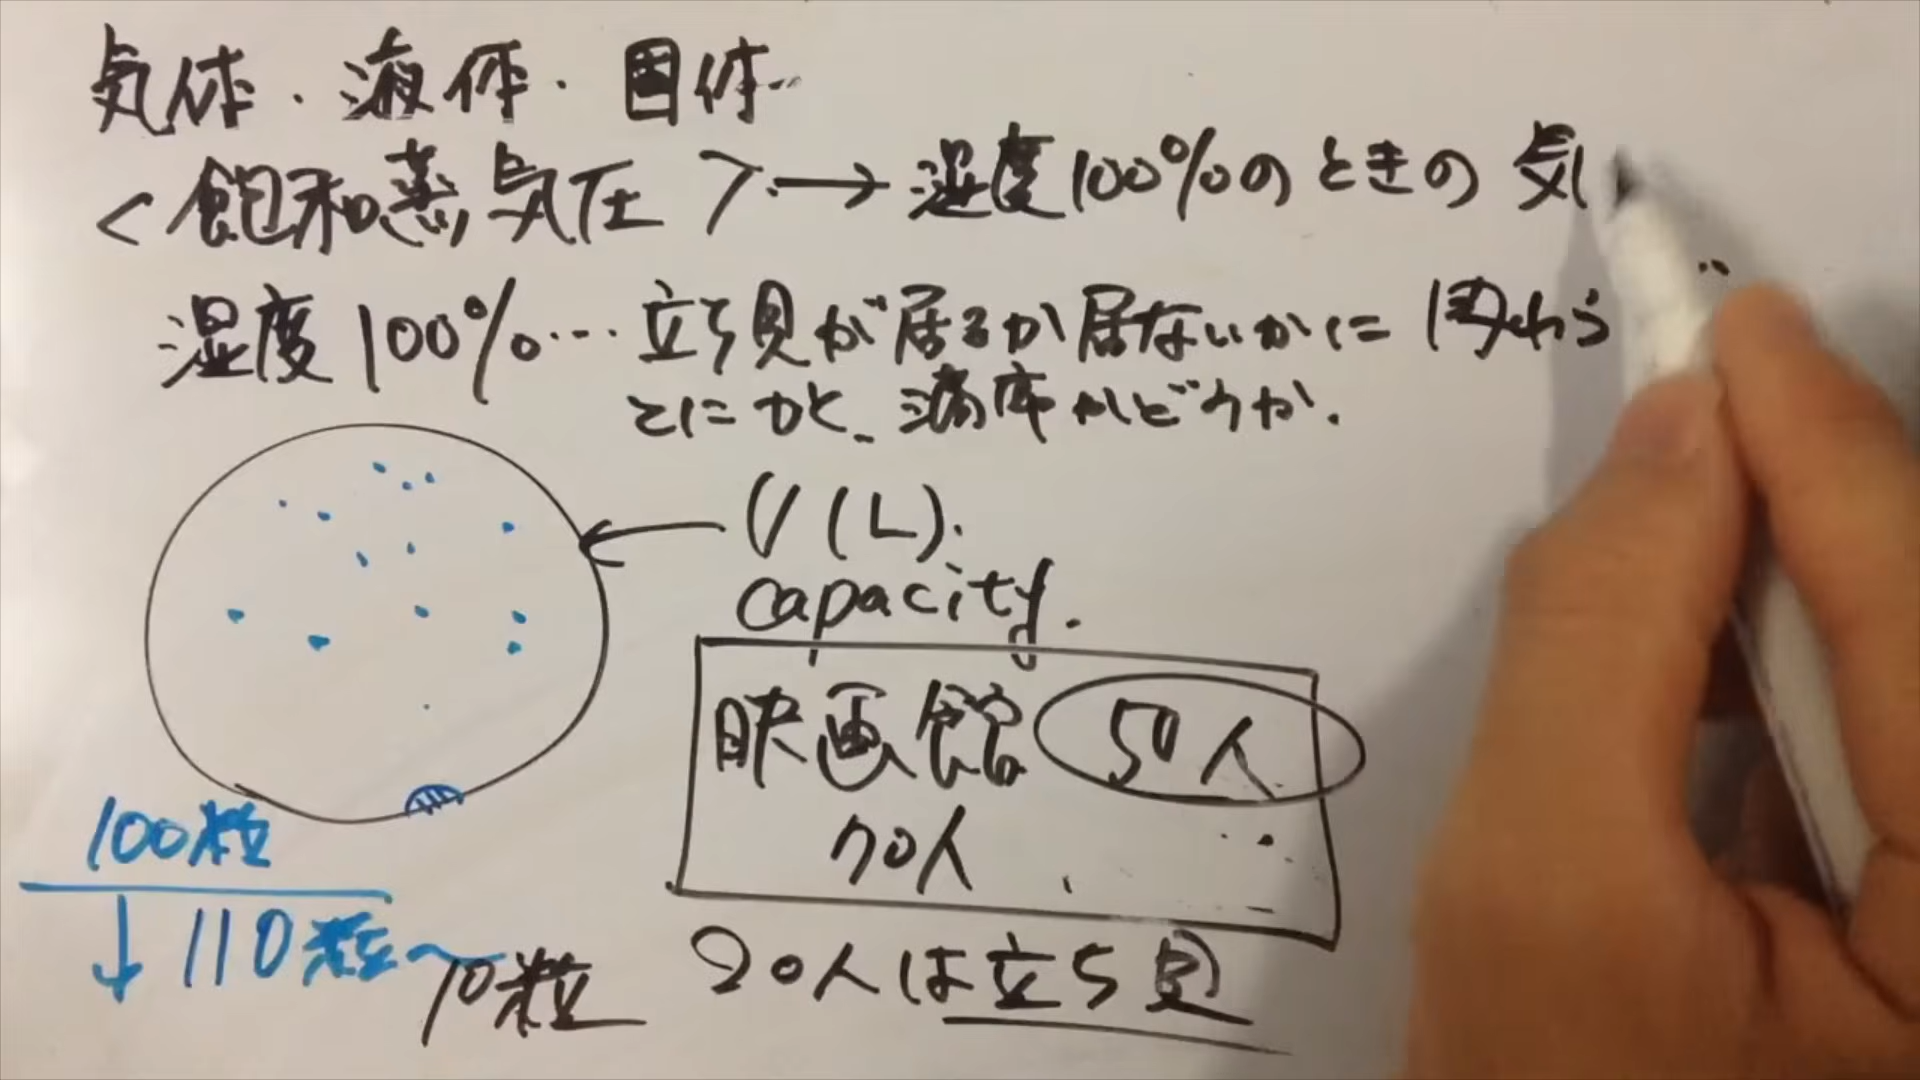 気体・液体・固体
<飽和蒸気圧>→湿度100%のときの気
湿度100%…立ち見が居るか居ないかに関わら
とにかく、満席かどうか.
V(L).
capacity.
映画館 50人
70人
20人は立ち見
100粒
↓110粒〜
10粒